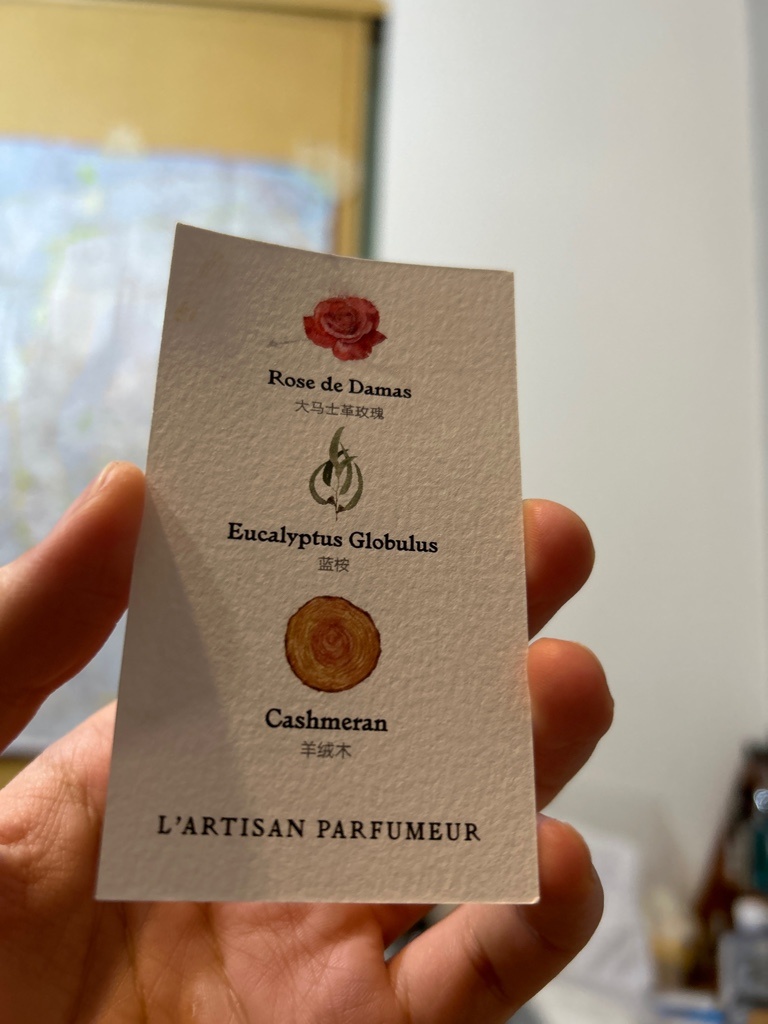 Rose de Damas
大马士革玫瑰
Eucalyptus Globulus
蓝桉
Cashmeran
羊绒木
L'ARTISAN PARFUMEUR